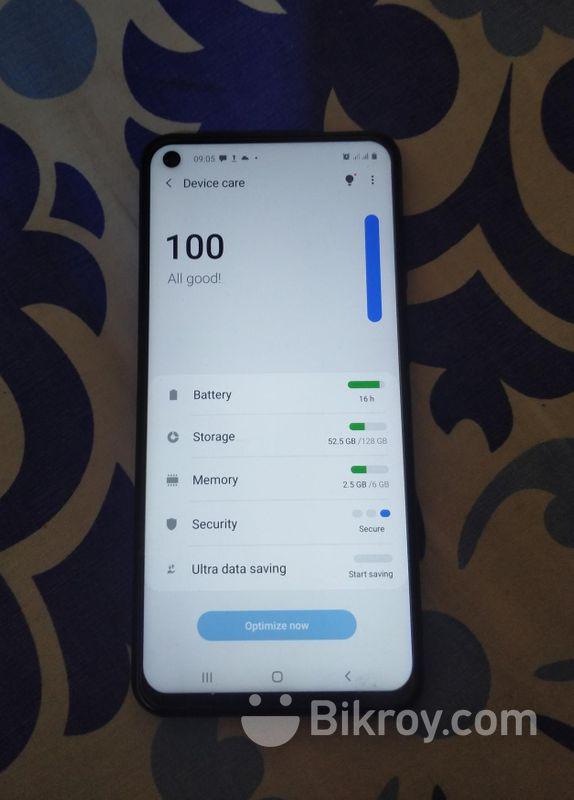 09:05
Device care
100
All good!
Battery
16 h
Storage
52.5 GB /128 GB
Memory
2.5 GB /6 GB
Security
Secure
Ultra data saving
Start saving
Optimize now
Bikroy.com